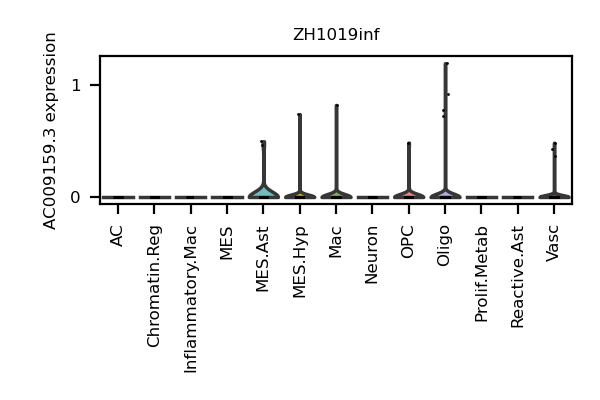 ZH1019inf
AC009159.3 expression
1
0
AC
Chromatin.Reg
Inflammatory.Mac
MES
MES.Ast
MES.Hyp
Mac
Neuron
OPC
Oligo
Prolif.Metab
Reactive.Ast
Vasc